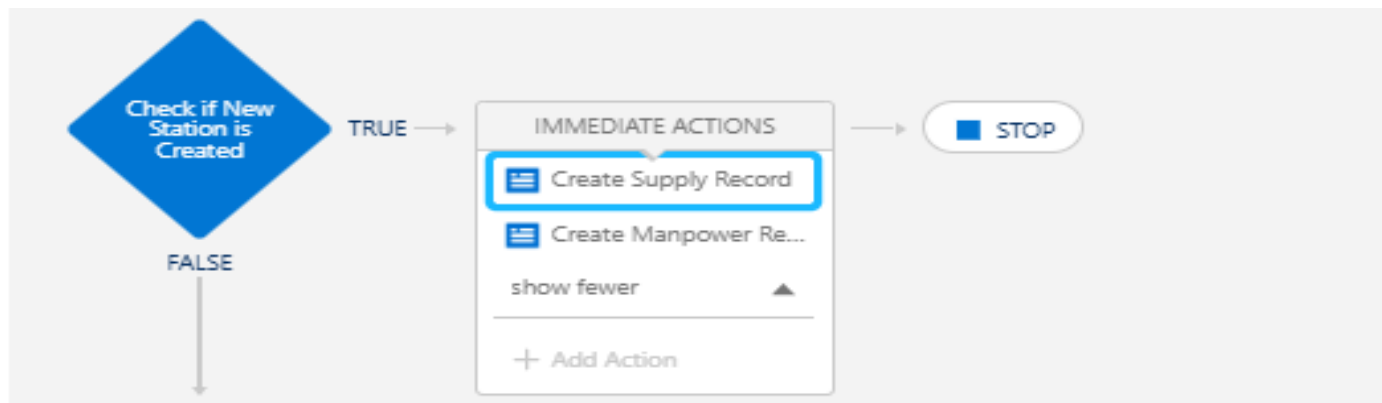 Check if New
Station is
Created
TRUE
IMMEDIATE ACTIONS
STOP
Create Supply Record
Create Manpower Re...
FALSE
show fewer
+ Add Action